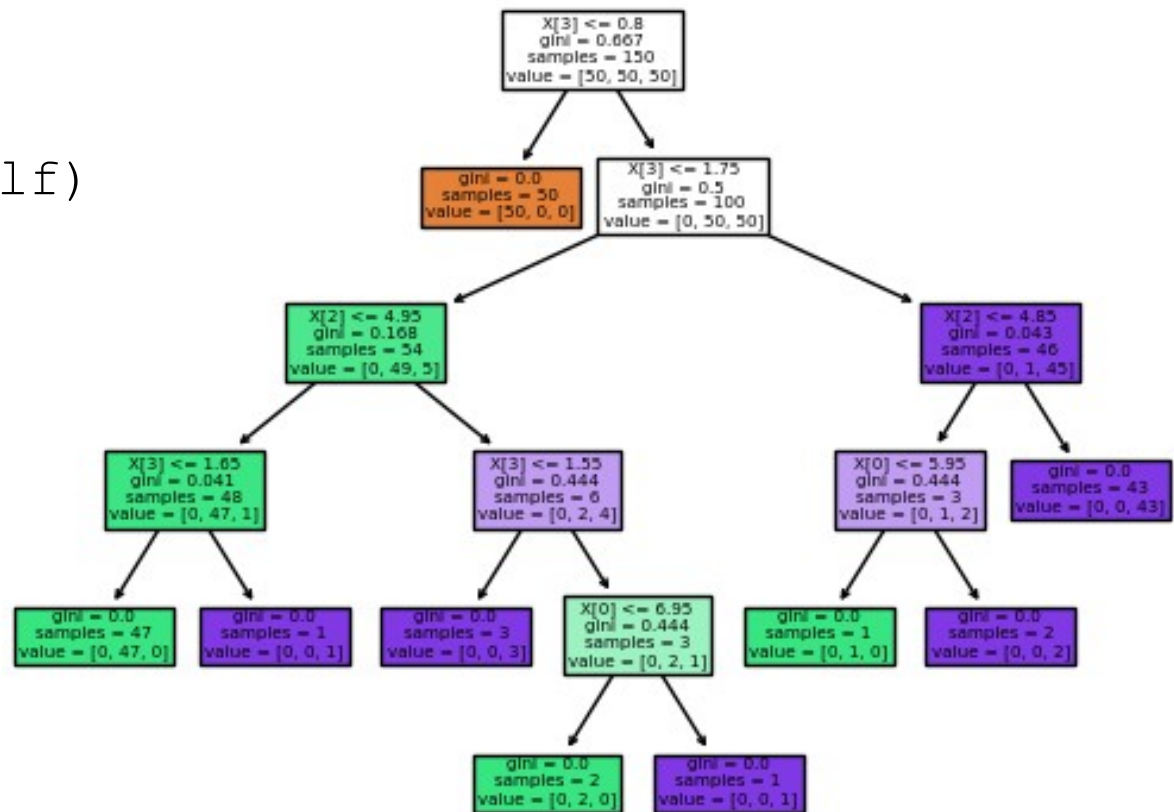 X[3] <= 0.8
gini = 0.667
samples = 150
value = [50, 50, 50]
lf)
gini = 0.0
samples = 50
value = [50, 0, 0]
X[3] <= 1.75
gini = 0.5
samples = 100
value = [0, 50, 50]
X[2] <= 4.95
gini = 0.168
samples = 54
value = [0, 49, 5]
X[2] <= 4.85
gini = 0.043
samples = 46
value = [0, 1, 45]
X[3] <= 1.65
gini = 0.041
samples = 48
value = [0, 47, 1]
X[3] <= 1.55
gini = 0.444
samples = 6
value = [0, 2, 4]
X[0] <= 5.95
gini = 0.444
samples = 3
value = [0, 1, 2]
gini = 0.0
samples = 43
value = [0, 0, 43]
gini = 0.0
samples = 47
value = [0, 47, 0]
gini = 0.0
samples = 1
value = [0, 0, 1]
gini = 0.0
samples = 3
value = [0, 0, 3]
X[0] <= 6.95
gini = 0.444
samples = 3
value = [0, 2, 1]
gini = 0.0
samples = 1
value = [0, 1, 0]
gini = 0.0
samples = 2
value = [0, 0, 2]
gini = 0.0
samples = 2
value = [0, 2, 0]
gini = 0.0
samples = 1
value = [0, 0, 1]